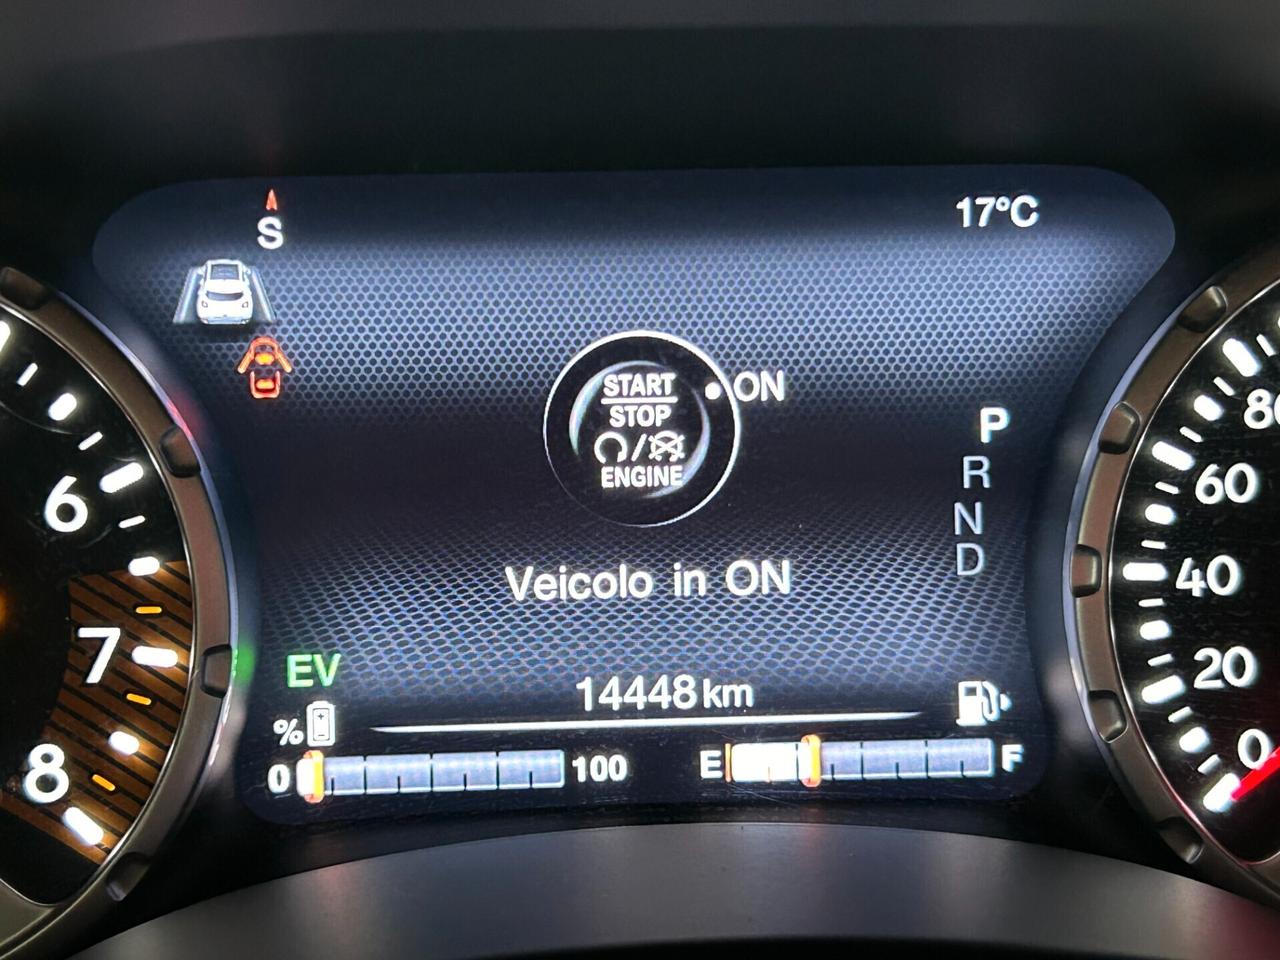 S
17°C
START
STOP
ENGINE
ON
P
R
N
D
Veicolo in ON
EV
14448 km
%
0 100
E F
6
7
8
80
60
40
20
0